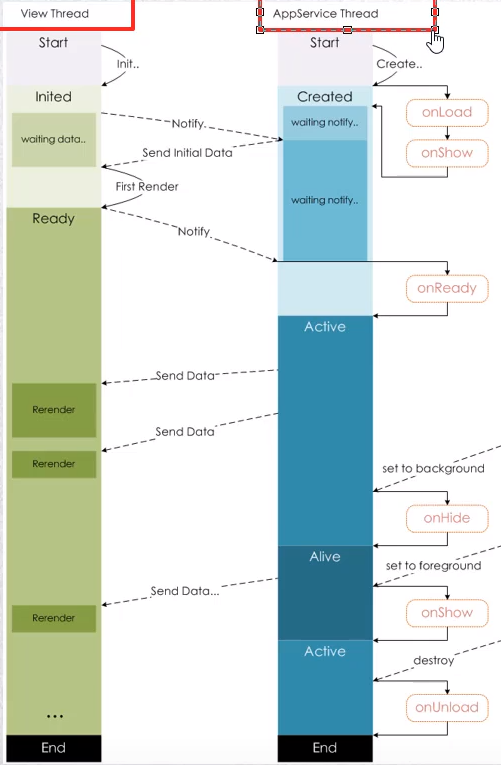 View Thread
AppService Thread
Start
Start
Init..
Create..
Inited
Created
onLoad
waiting data..
Notify
waiting notify..
Send Initial Data
onShow
First Render
waiting notify..
Ready
Notify
onReady
Active
Send Data
Rerender
Send Data
Rerender
set to background
onHide
Alive
set to foreground
Send Data...
Rerender
onShow
Active
destroy
onUnload
...
End
End